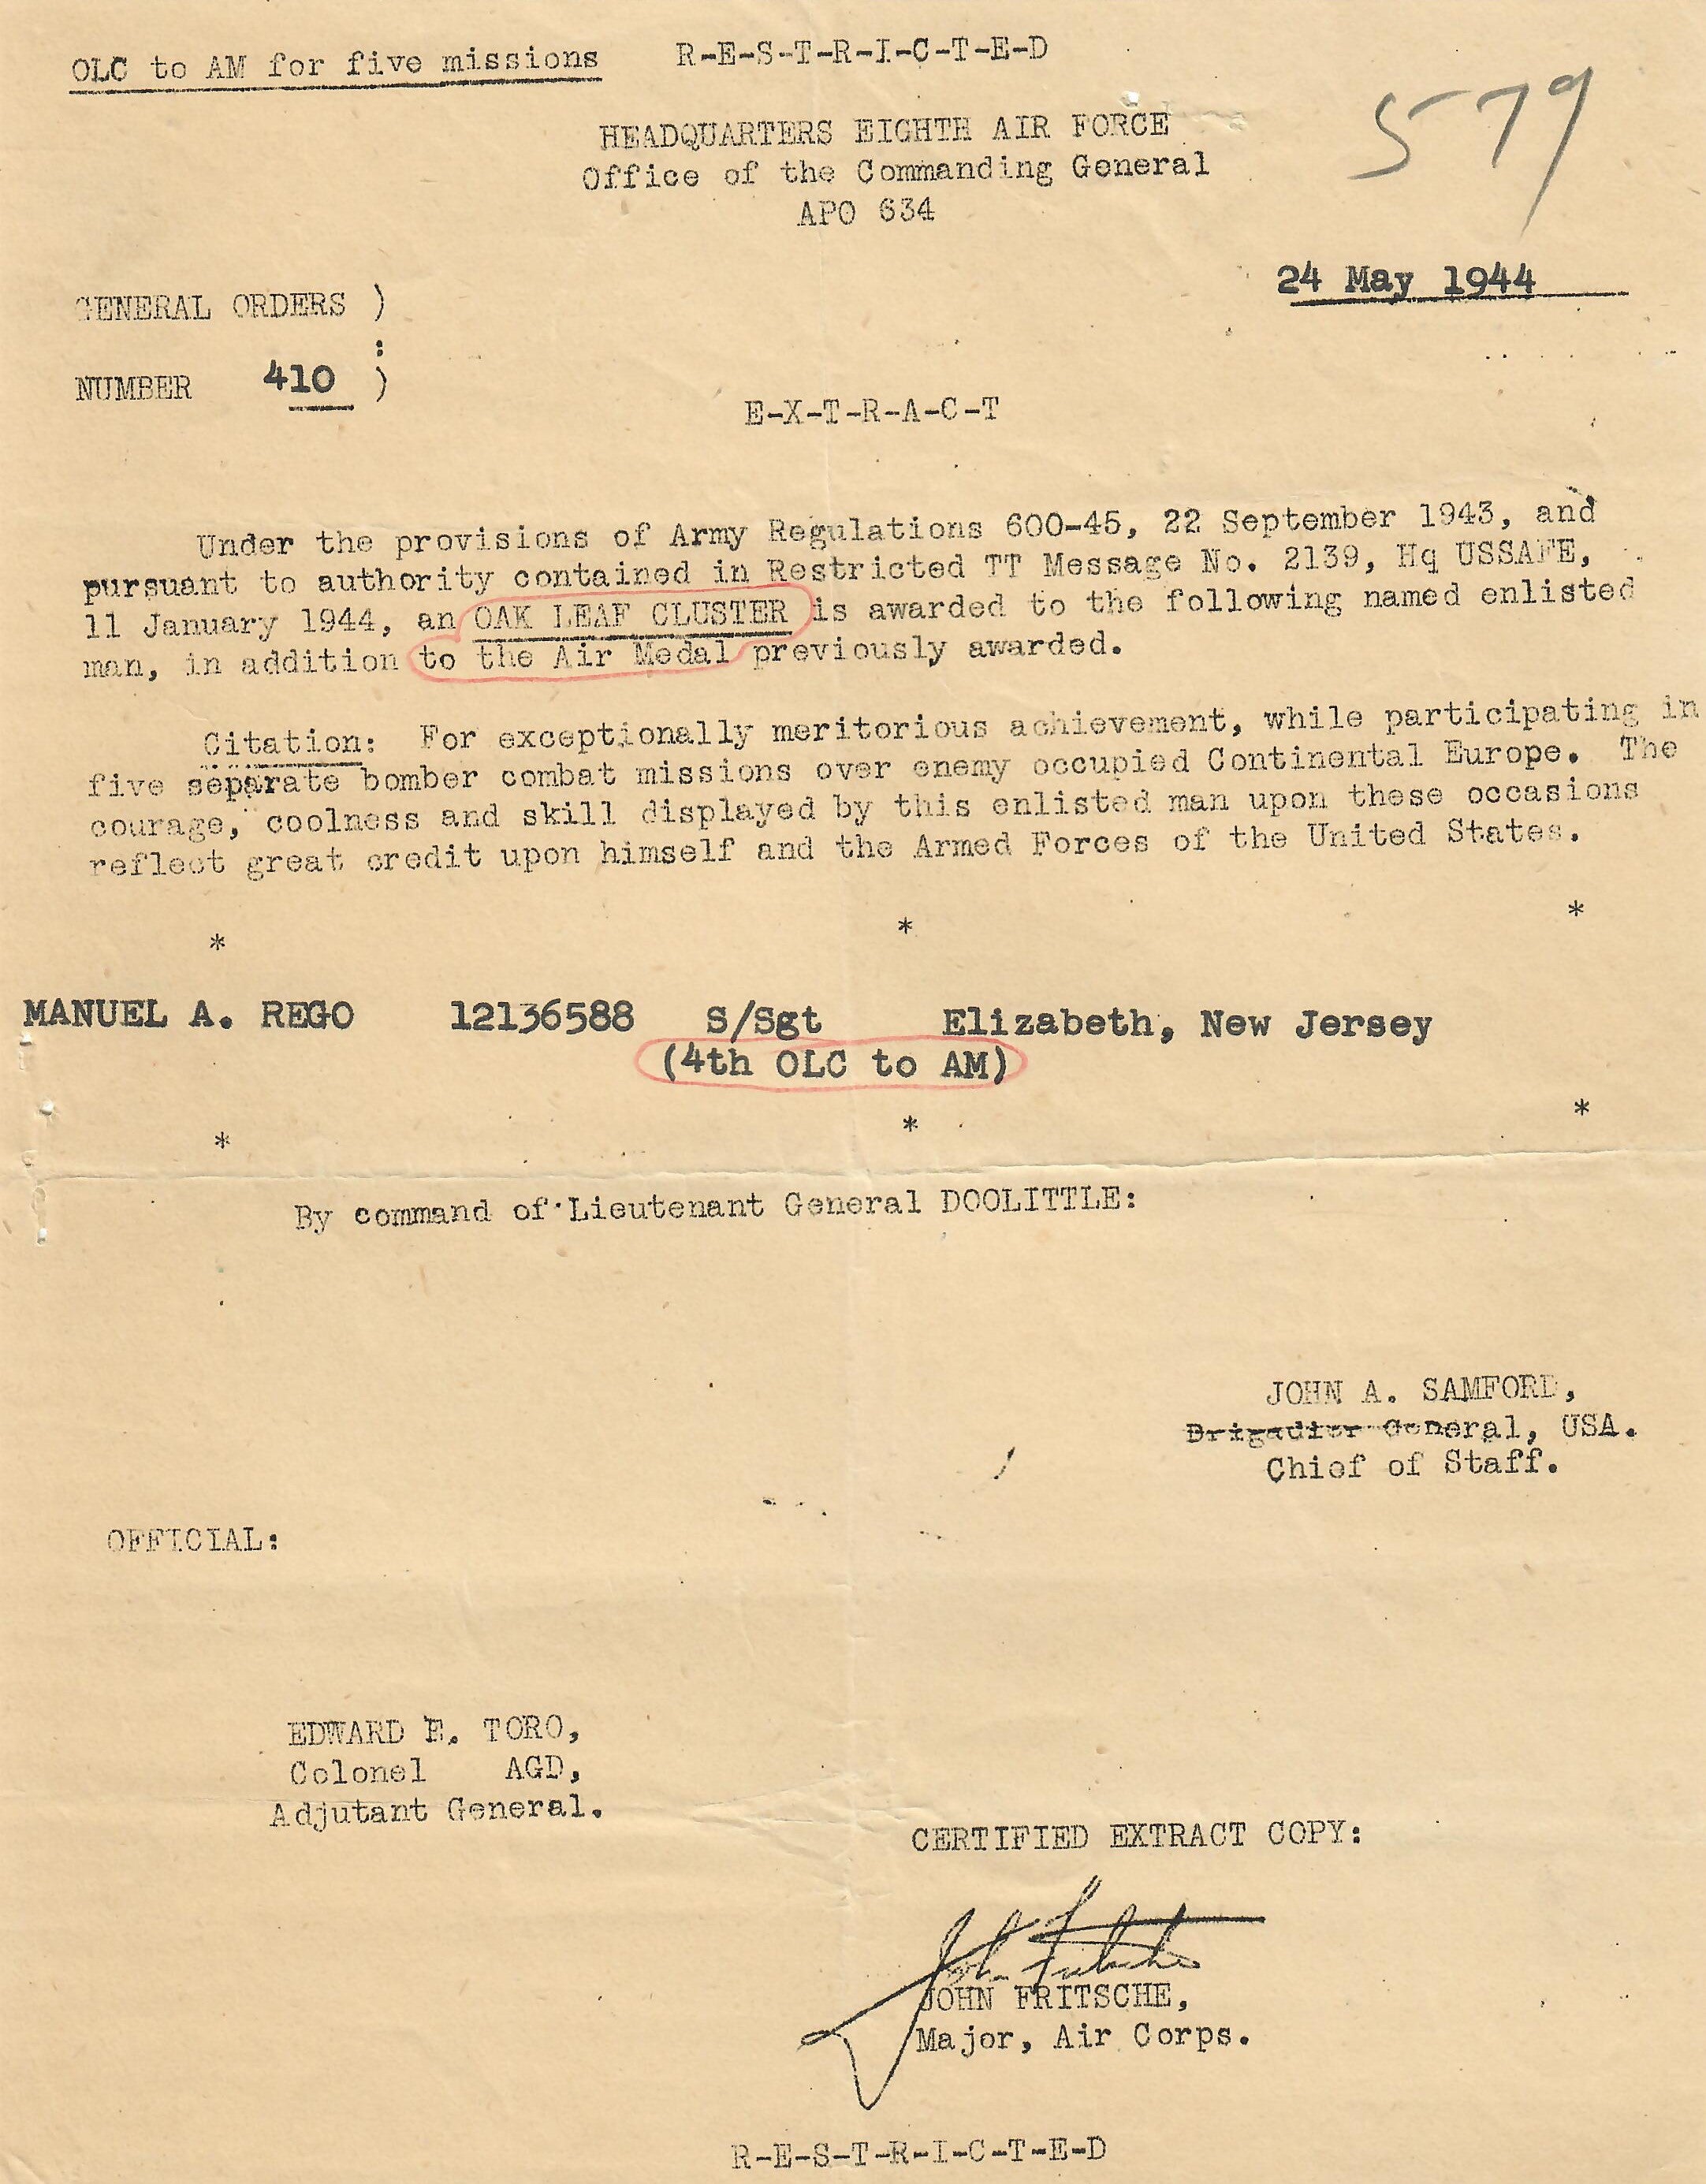 OLC to AM for five missions R-E-S-T-R-I-C-T-E-D
579
HEADQUARTERS EIGHTH AIR FORCE
Office of the Commanding General
APO 634
24 May 1944
GENERAL ORDERS )
:
NUMBER 410 )
E-X-T-R-A-C-T
Under the provisions of Army Regulations 600-45, 22 September 1943, and
pursuant to authority contained in Restricted TT Message No. 2139, Hq USSAFE,
11 January 1944, an OAK LEAF CLUSTER is awarded to the following named enlisted
man, in addition to the Air Medal previously awarded.
Citation: For exceptionally meritorious achievement, while participating in
five separate bomber combat missions over enemy occupied Continental Europe. The
courage, coolness and skill displayed by this enlisted man upon these occasions
reflect great credit upon himself and the Armed Forces of the United States.
* * *
MANUEL A. REGO 12136588 S/Sgt Elizabeth, New Jersey
(4th OLC to AM)
* * *
By command of Lieutenant General DOOLITTLE:
JOHN A. SAMFORD,
Brigadier General, USA.
Chief of Staff.
OFFICIAL:
EDWARD E. TORO,
Colonel AGD,
Adjutant General.
CERTIFIED EXTRACT COPY:
John Fritsche
JOHN FRITSCHE,
Major, Air Corps.
R-E-S-T-R-I-C-T-E-D